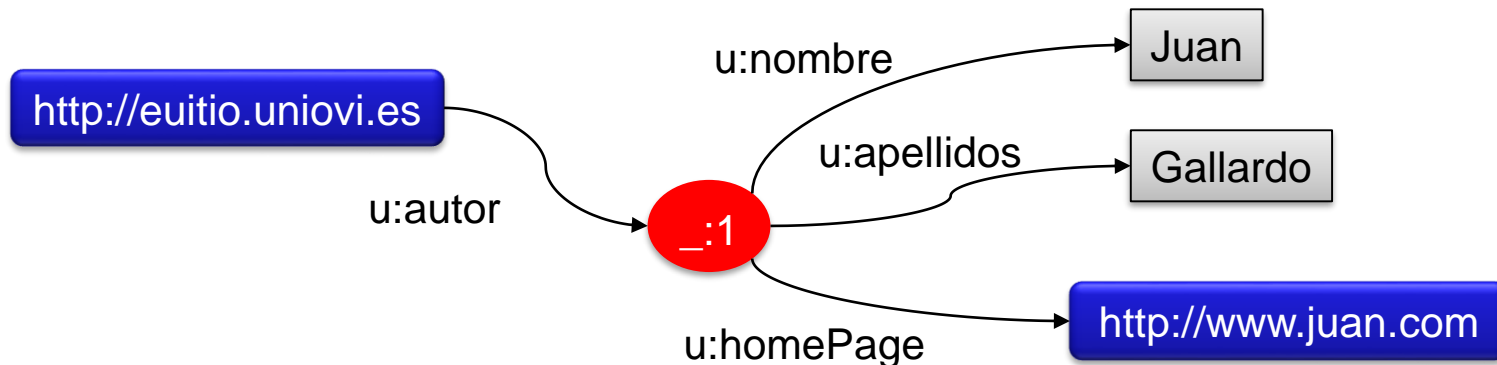 u:nombre
Juan
http://euitio.uniovi.es
u:apellidos
Gallardo
u:autor
_:1
http://www.juan.com
u:homePage